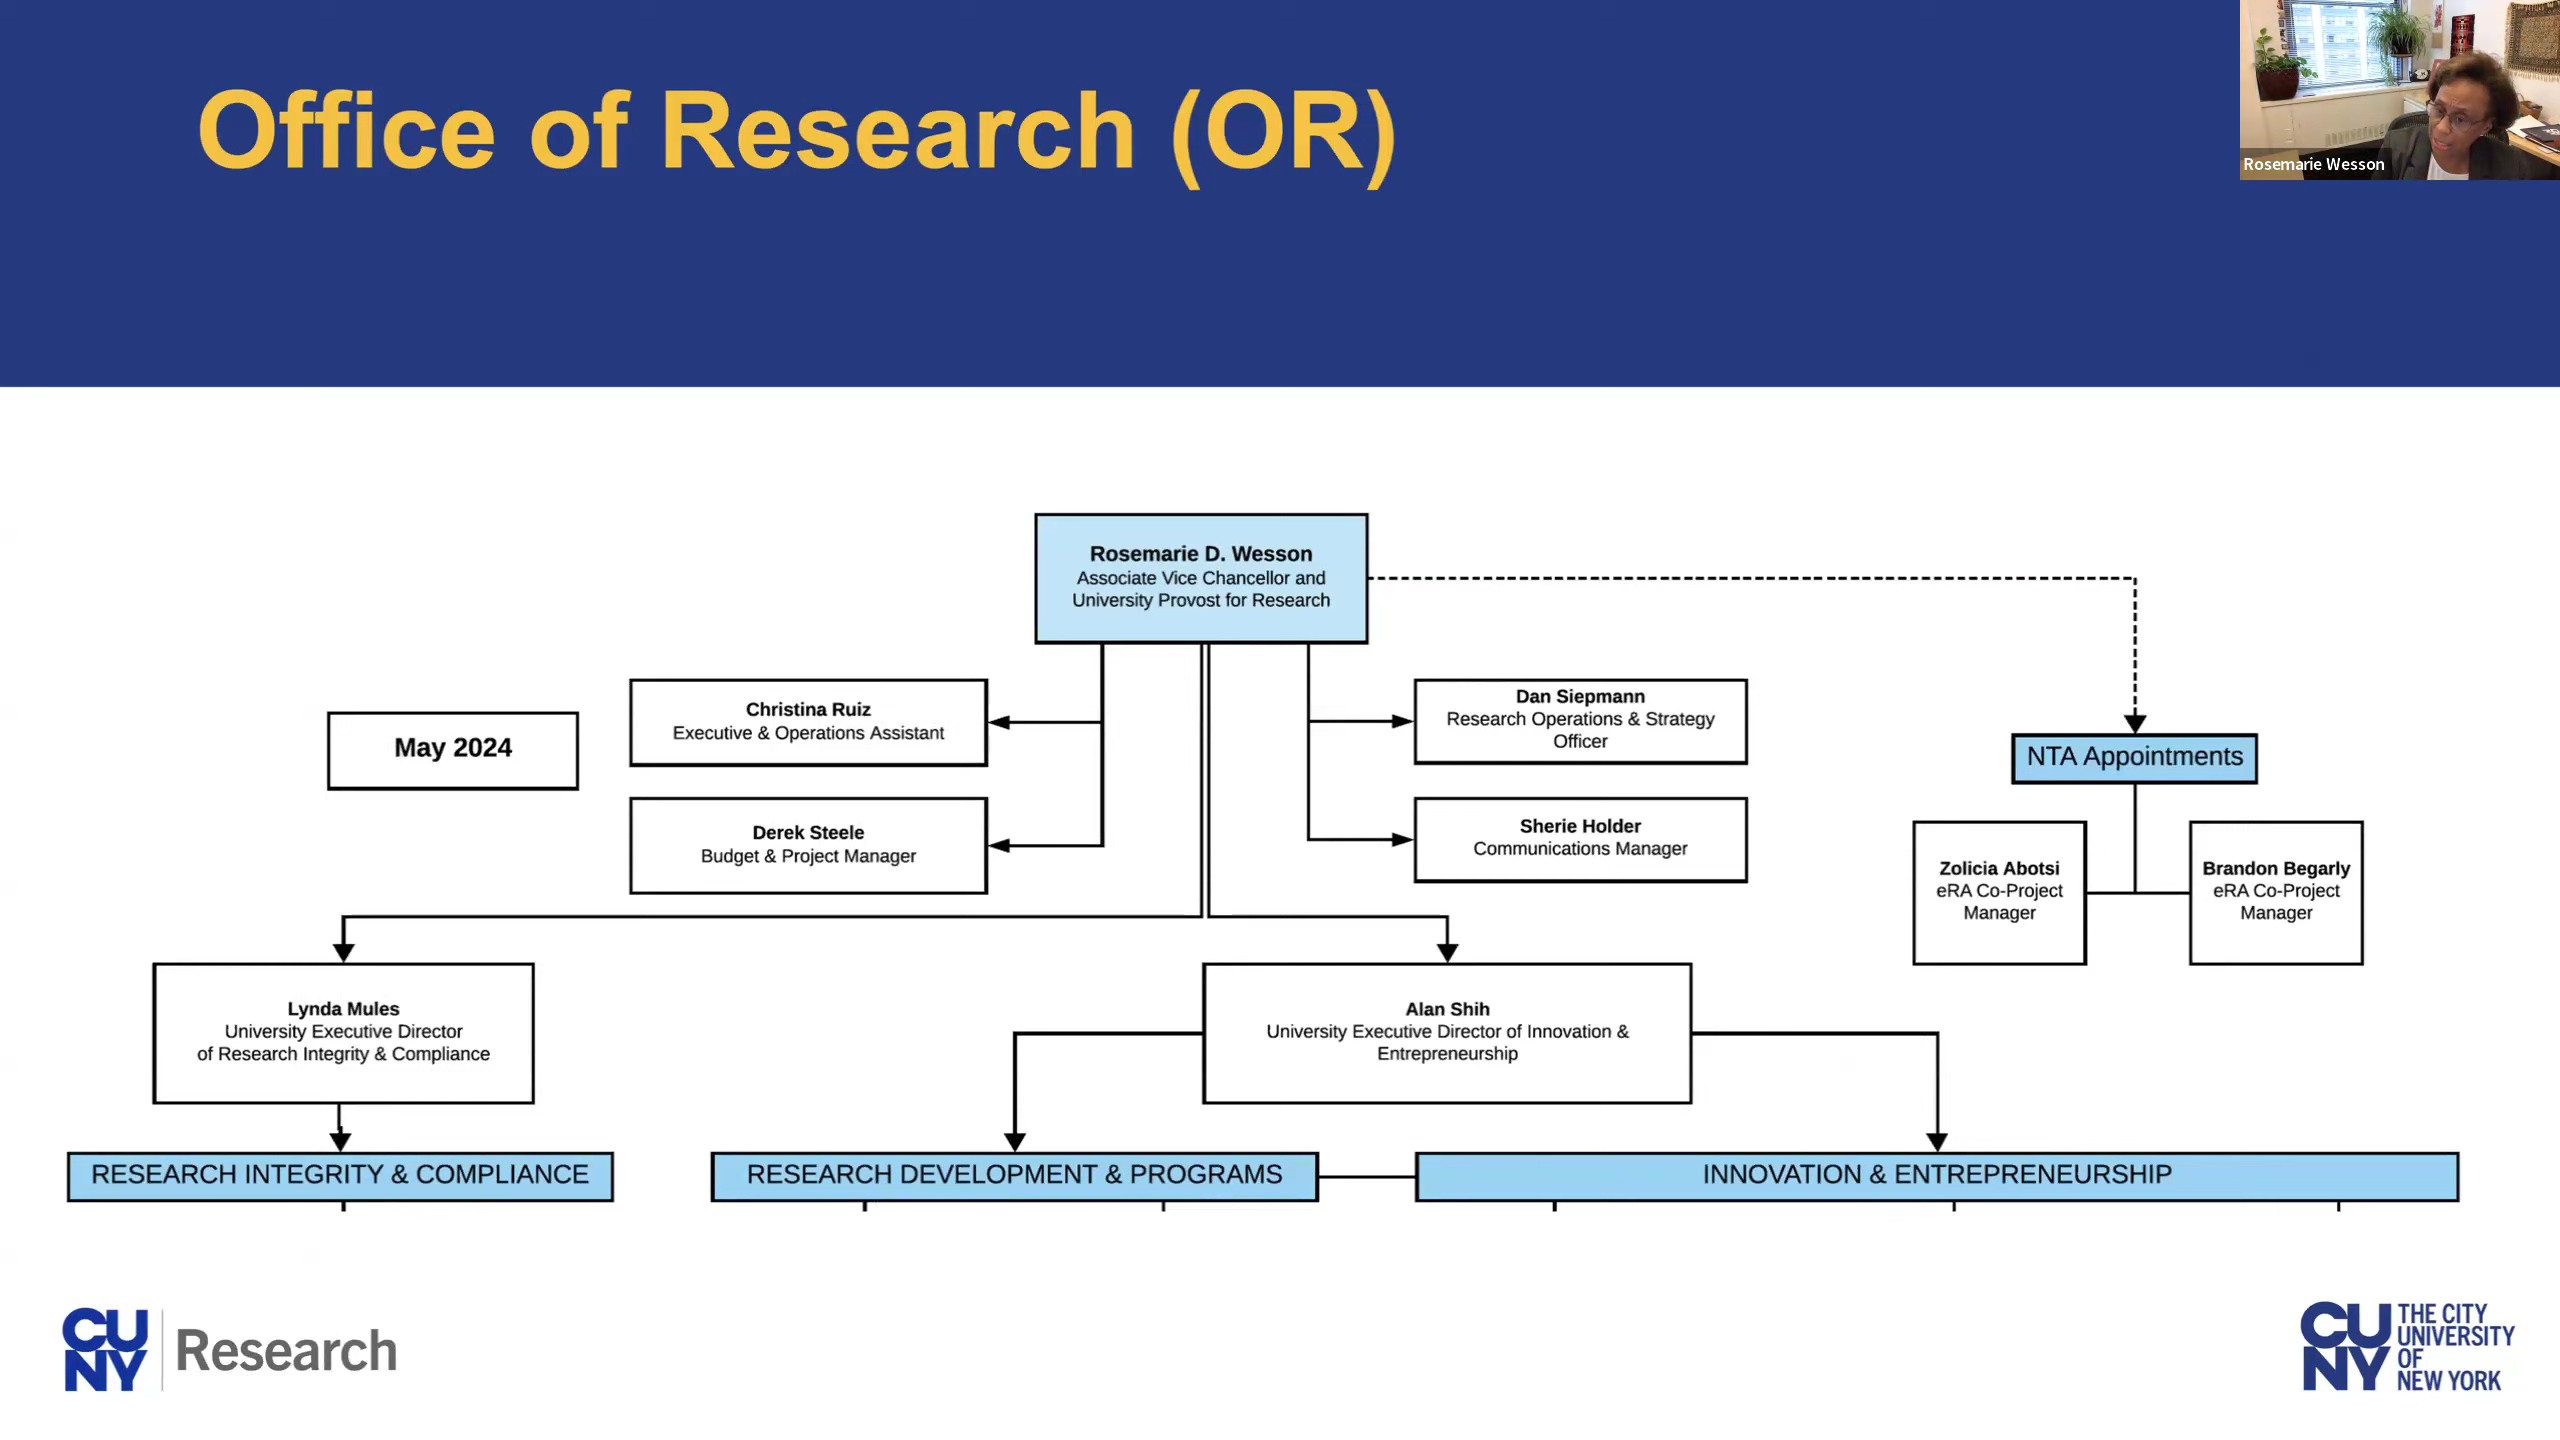 Office of Research (OR)
Rosemarie Wesson
Rosemarie D. Wesson
Associate Vice Chancellor and
University Provost for Research
Christina Ruiz
Executive & Operations Assistant
Dan Siepmann
Research Operations & Strategy
Officer
May 2024
NTA Appointments
Derek Steele
Budget & Project Manager
Sherie Holder
Communications Manager
Zolicia Abotsi
eRA Co-Project
Manager
Brandon Begarly
eRA Co-Project
Manager
Lynda Mules
University Executive Director
of Research Integrity & Compliance
Alan Shih
University Executive Director of Innovation &
Entrepreneurship
RESEARCH INTEGRITY & COMPLIANCE
RESEARCH DEVELOPMENT & PROGRAMS
INNOVATION & ENTREPRENEURSHIP
CU
NY
Research
CU
NY
THE CITY
UNIVERSITY
OF
NEW YORK